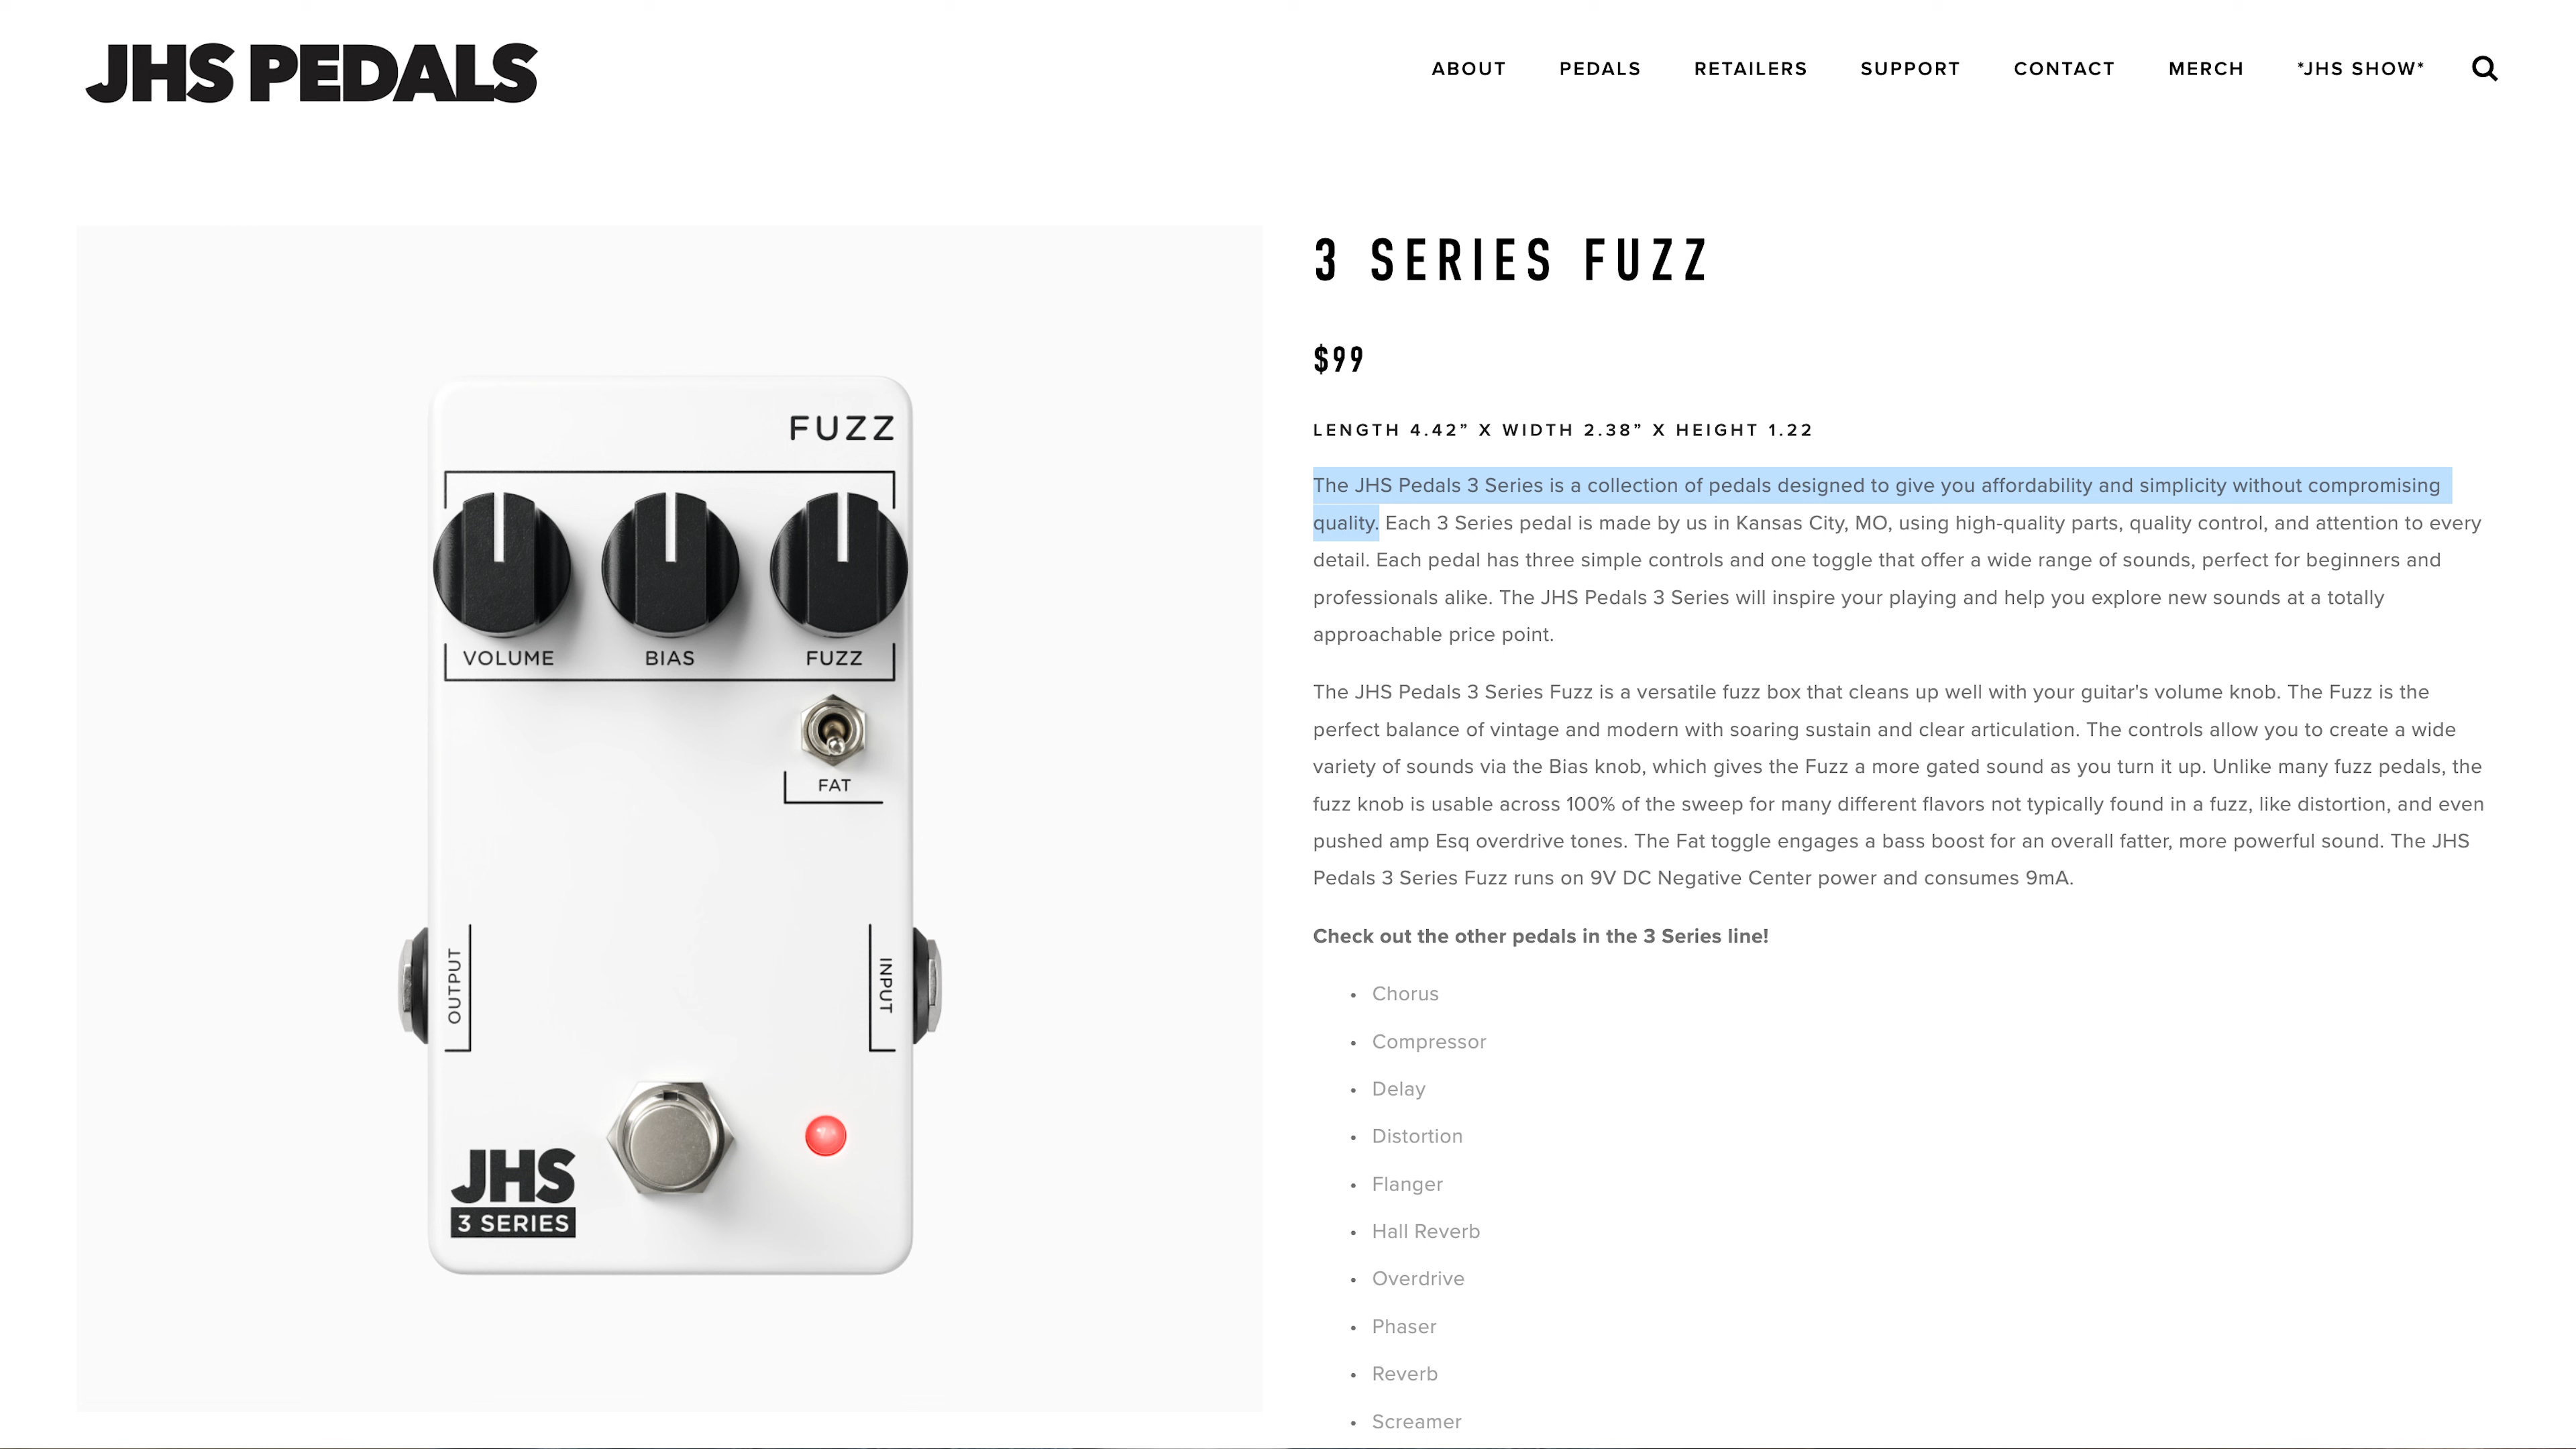 JHS PEDALS
ABOUT PEDALS RETAILERS SUPPORT CONTACT MERCH *JHS SHOW*
FUZZ
VOLUME BIAS FUZZ
FAT
OUTPUT
INPUT
JHS
3 SERIES
3 SERIES FUZZ
$99
LENGTH 4.42” X WIDTH 2.38” X HEIGHT 1.22
The JHS Pedals 3 Series is a collection of pedals designed to give you affordability and simplicity without compromising
quality. Each 3 Series pedal is made by us in Kansas City, MO, using high-quality parts, quality control, and attention to every
detail. Each pedal has three simple controls and one toggle that offer a wide range of sounds, perfect for beginners and
professionals alike. The JHS Pedals 3 Series will inspire your playing and help you explore new sounds at a totally
approachable price point.
The JHS Pedals 3 Series Fuzz is a versatile fuzz box that cleans up well with your guitar's volume knob. The Fuzz is the
perfect balance of vintage and modern with soaring sustain and clear articulation. The controls allow you to create a wide
variety of sounds via the Bias knob, which gives the Fuzz a more gated sound as you turn it up. Unlike many fuzz pedals, the
fuzz knob is usable across 100% of the sweep for many different flavors not typically found in a fuzz, like distortion, and even
pushed amp Esq overdrive tones. The Fat toggle engages a bass boost for an overall fatter, more powerful sound. The JHS
Pedals 3 Series Fuzz runs on 9V DC Negative Center power and consumes 9mA.
Check out the other pedals in the 3 Series line!
• Chorus
• Compressor
• Delay
• Distortion
• Flanger
• Hall Reverb
• Overdrive
• Phaser
• Reverb
• Screamer